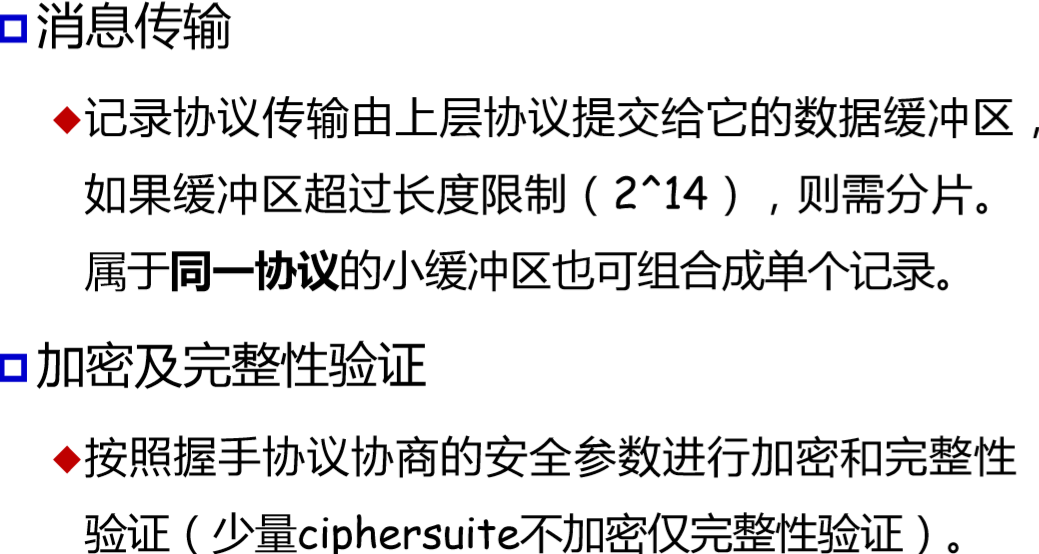 消息传输
记录协议传输由上层协议提交给它的数据缓冲区，
如果缓冲区超过长度限制（2^14），则需分片。
属于同一协议的小缓冲区也可组合成单个记录。
加密及完整性验证
按照握手协议协商的安全参数进行加密和完整性
验证（少量ciphersuite不加密仅完整性验证）。